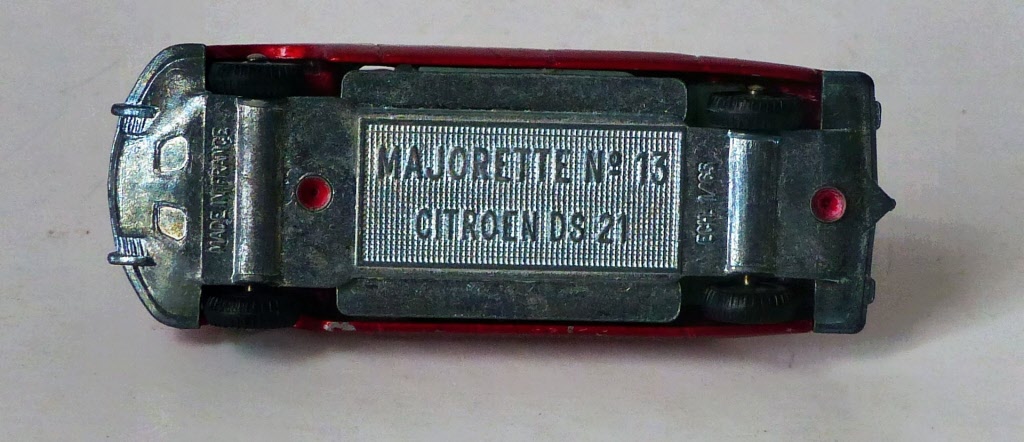 MAJORETTE Nº 13
CITROEN DS 21
MADE IN FRANCE
ECH. 1/65